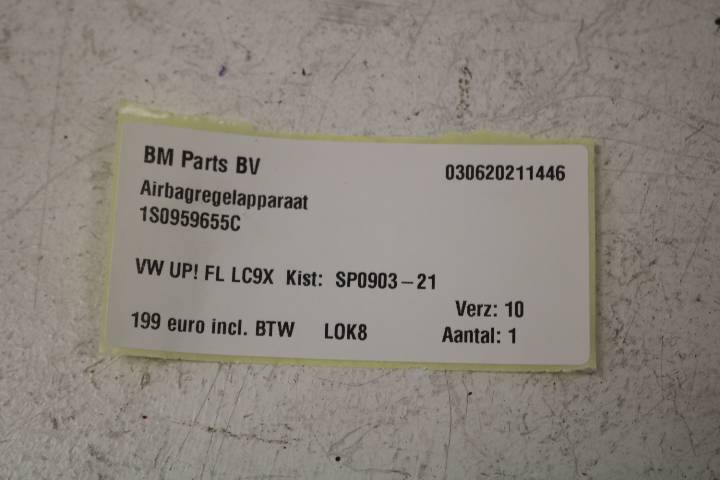 BM Parts BV 030620211446
Airbagregelapparaat
1S0959655C
VW UP! FL LC9X Kist: SP0903-21
Verz: 10
199 euro incl. BTW LOK8 Aantal: 1